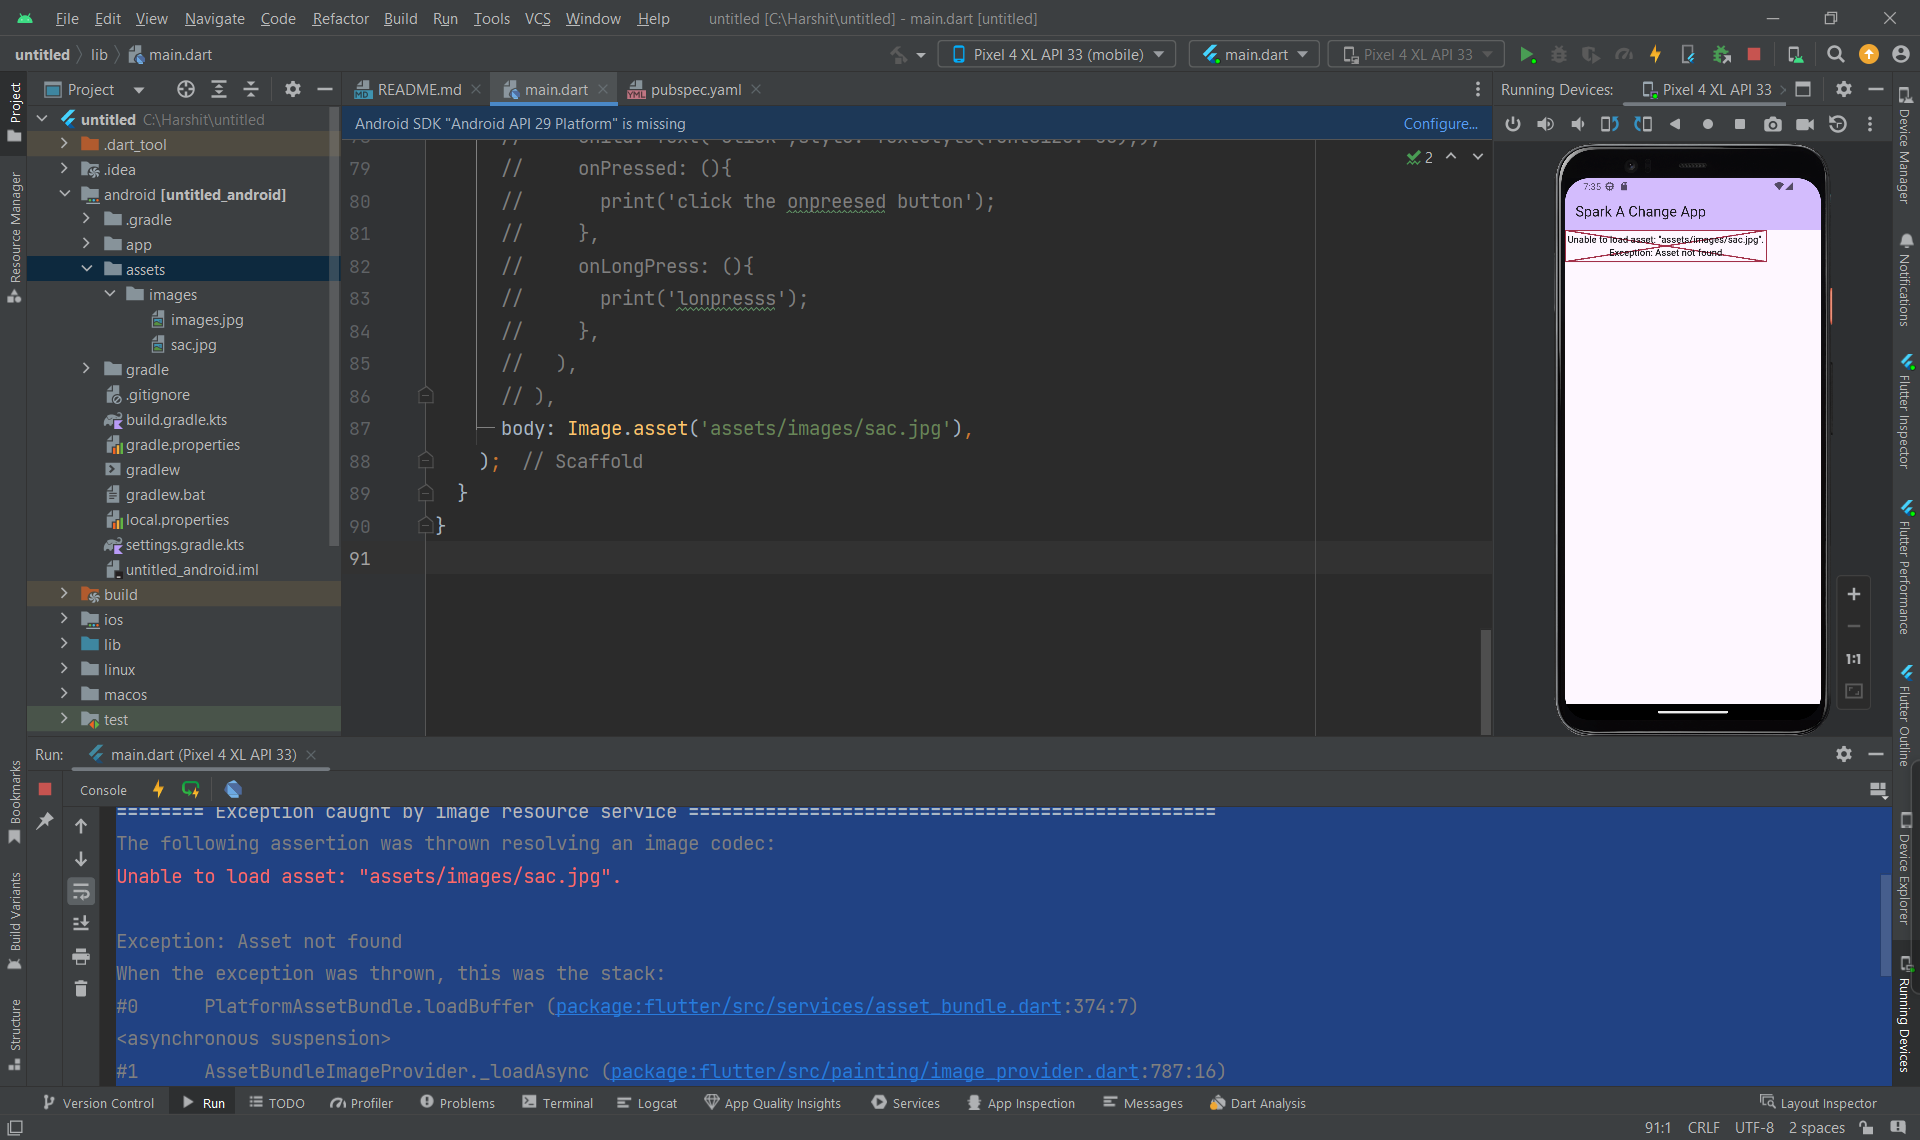 File Edit View Navigate Code Refactor Build Run Tools VCS Window Help untitled [C:\Harshit\untitled] - main.dart [untitled]
untitled lib main.dart Pixel 4 XL API 33 (mobile) main.dart Pixel 4 XL API 33
Project README.md main.dart pubspec.yaml Running Devices: Pixel 4 XL API 33
Android SDK "Android API 29 Platform" is missing Configure...
untitled C:\Harshit\untitled
.dart_tool
.idea
android [untitled_android]
.gradle
app
assets
images
images.jpg
sac.jpg
gradle
.gitignore
build.gradle.kts
gradle.properties
gradlew
gradlew.bat
local.properties
settings.gradle.kts
untitled_android.iml
build
ios
lib
linux
macos
test
2
79 // onPressed: (){
80 // print('click the onpreesed button');
81 // },
82 // onLongPress: (){
83 // print('lonpresss');
84 // },
85 // ),
86 // ),
87 body: Image.asset('assets/images/sac.jpg'),
88 ); // Scaffold
89 }
90 }
91
7:35
Spark A Change App
Unable to load asset: "assets/images/sac.jpg".
Exception: Asset not found.
1:1
Project
Resource Manager
Bookmarks
Build Variants
Structure
Device Manager
Notifications
Flutter Inspector
Flutter Performance
Flutter Outline
Device Explorer
Running Devices
Run: main.dart (Pixel 4 XL API 33)
Console
======== Exception caught by image resource service ================================================
The following assertion was thrown resolving an image codec:
Unable to load asset: "assets/images/sac.jpg".
Exception: Asset not found
When the exception was thrown, this was the stack:
#0 PlatformAssetBundle.loadBuffer (package:flutter/src/services/asset_bundle.dart:374:7)
<asynchronous suspension>
#1 AssetBundleImageProvider._loadAsync (package:flutter/src/painting/image_provider.dart:787:16)
Version Control Run TODO Profiler Problems Terminal Logcat App Quality Insights Services App Inspection Messages Dart Analysis Layout Inspector
91:1 CRLF UTF-8 2 spaces